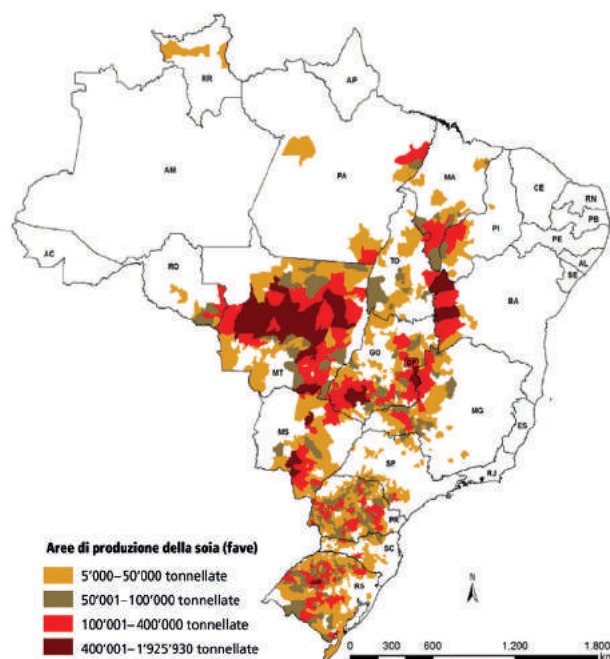 RR
AP
AM
PA
MA
CE
RN
PB
PE
AL
SE
PI
AC
RO
TO
BA
MT
GO
DF
MG
ES
MS
SP
RJ
PR
SC
RS
Aree di produzione della soia (fave)
5'000–50'000 tonnellate
50'001–100'000 tonnellate
100'001–400'000 tonnellate
400'001–1'925'930 tonnellate
N
0 300 600 1.200 1.800
km